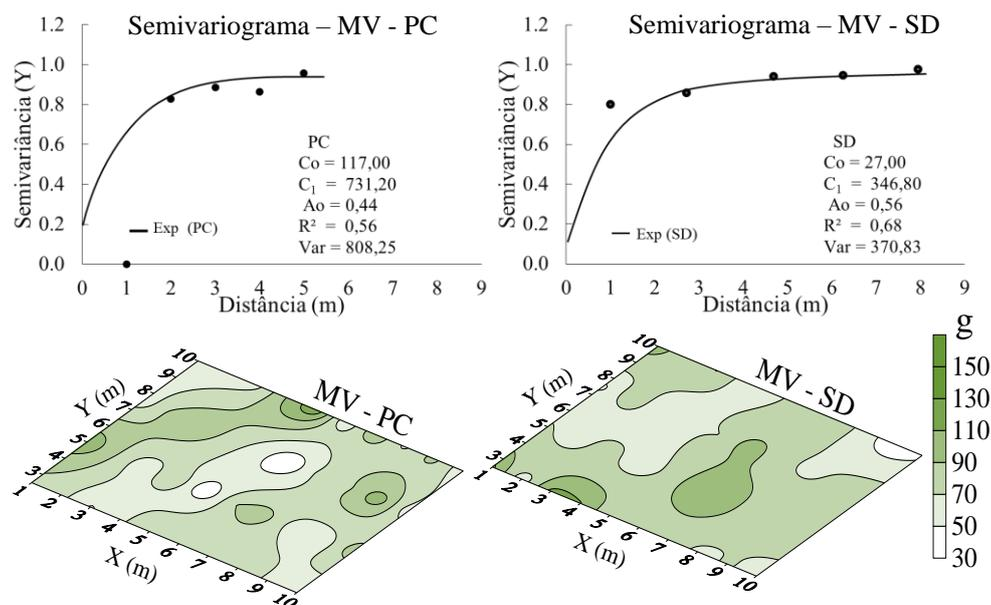 Semivariograma – MV - PC
1.2
1.0
0.8
0.6
0.4
0.2
0.0
Semivariância (Y)
PC
Co = 117,00
C₁ = 731,20
Ao = 0,44
R² = 0,56
Var = 808,25
Exp (PC)
0 1 2 3 4 5 6 7 8 9
Distância (m)
Semivariograma – MV - SD
1.2
1.0
0.8
0.6
0.4
0.2
0.0
Semivariância (Y)
SD
Co = 27,00
C₁ = 346,80
Ao = 0,56
R² = 0,68
Var = 370,83
Exp (SD)
0 1 2 3 4 5 6 7 8 9
Distância (m)
MV - PC
Y (m)
10
9
8
7
6
5
4
3
1 2 3 4 5 6 7 8 9 10
X (m)
MV - SD
Y (m)
10
9
8
7
6
5
4
3
1 2 3 4 5 6 7 8 9 10
X (m)
g
150
130
110
90
70
50
30